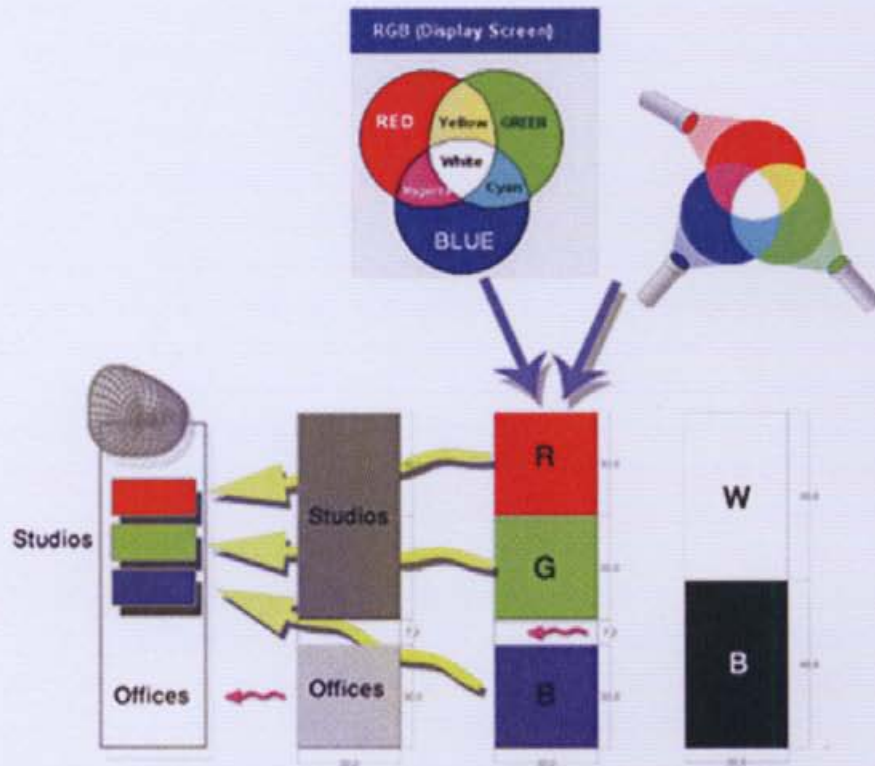 RGB (Display Screen)
RED
Yellow
GREEN
White
Magenta
Cyan
BLUE
R
W
Studios
Studios
G
B
Offices
Offices
B